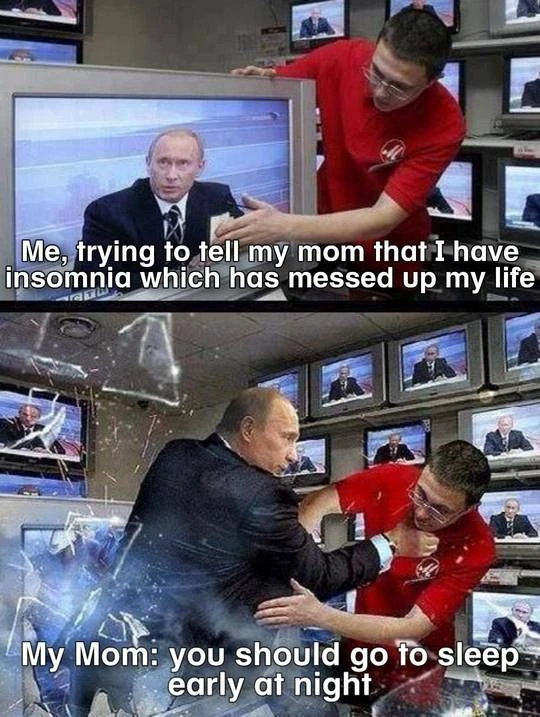 Me, trying to tell my mom that I have
insomnia which has messed up my life
My Mom: you should go to sleep
early at night